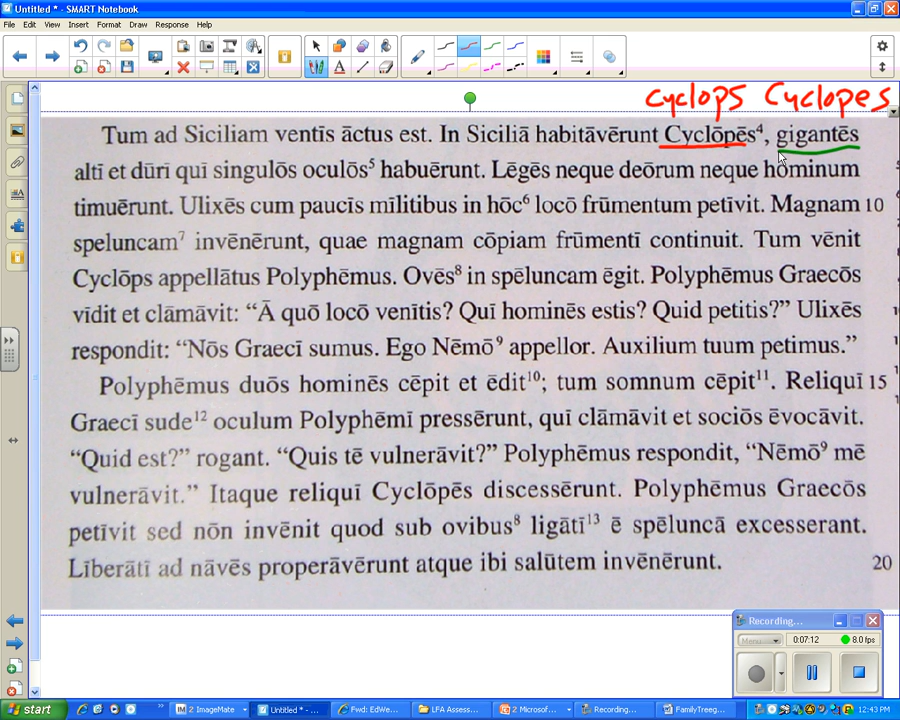 Untitled * - SMART Notebook
File Edit View Insert Format Draw Response Help
cyclops Cyclopes
Tum ad Siciliam ventīs āctus est. In Siciliā habitāvērunt Cyclōpēs⁴, gigantēs
altī et dūrī quī singulōs oculōs⁵ habuērunt. Lēgēs neque deōrum neque hominum
timuērunt. Ulixēs cum paucīs mīlitibus in hōc⁶ locō frūmentum petīvit. Magnam 10
speluncam⁷ invēnērunt, quae magnam cōpiam frūmentī continuit. Tum vēnit
Cyclōps appellātus Polyphēmus. Ovēs⁸ in spēluncam ēgit. Polyphēmus Graecōs
vīdit et clāmāvit: “Ā quō locō venītis? Quī hominēs estis? Quid petitis?” Ulixēs
respondit: “Nōs Graecī sumus. Ego Nēmō⁹ appellor. Auxilium tuum petimus.”
Polyphēmus duōs hominēs cēpit et ēdit¹⁰; tum somnum cēpit¹¹. Reliquī 15
Graecī sude¹² oculum Polyphēmī pressērunt, quī clāmāvit et sociōs ēvocāvit.
“Quid est?” rogant. “Quis tē vulnerāvit?” Polyphēmus respondit, “Nēmō⁹ mē
vulnerāvit.” Itaque reliquī Cyclōpēs discessērunt. Polyphēmus Graecōs
petīvit sed nōn invēnit quod sub ovibus⁸ ligātī¹³ ē spēluncā excesserant.
Līberātī ad nāvēs properāvērunt atque ibi salūtem invēnērunt. 20
Recording...
Menu 0:07:12 8.0 fps
start 2 ImageMate Untitled * - ... Fwd: EdWe... LFA Assess... 2 Microsof... Recording... FamilyTreeg... 12:43 PM